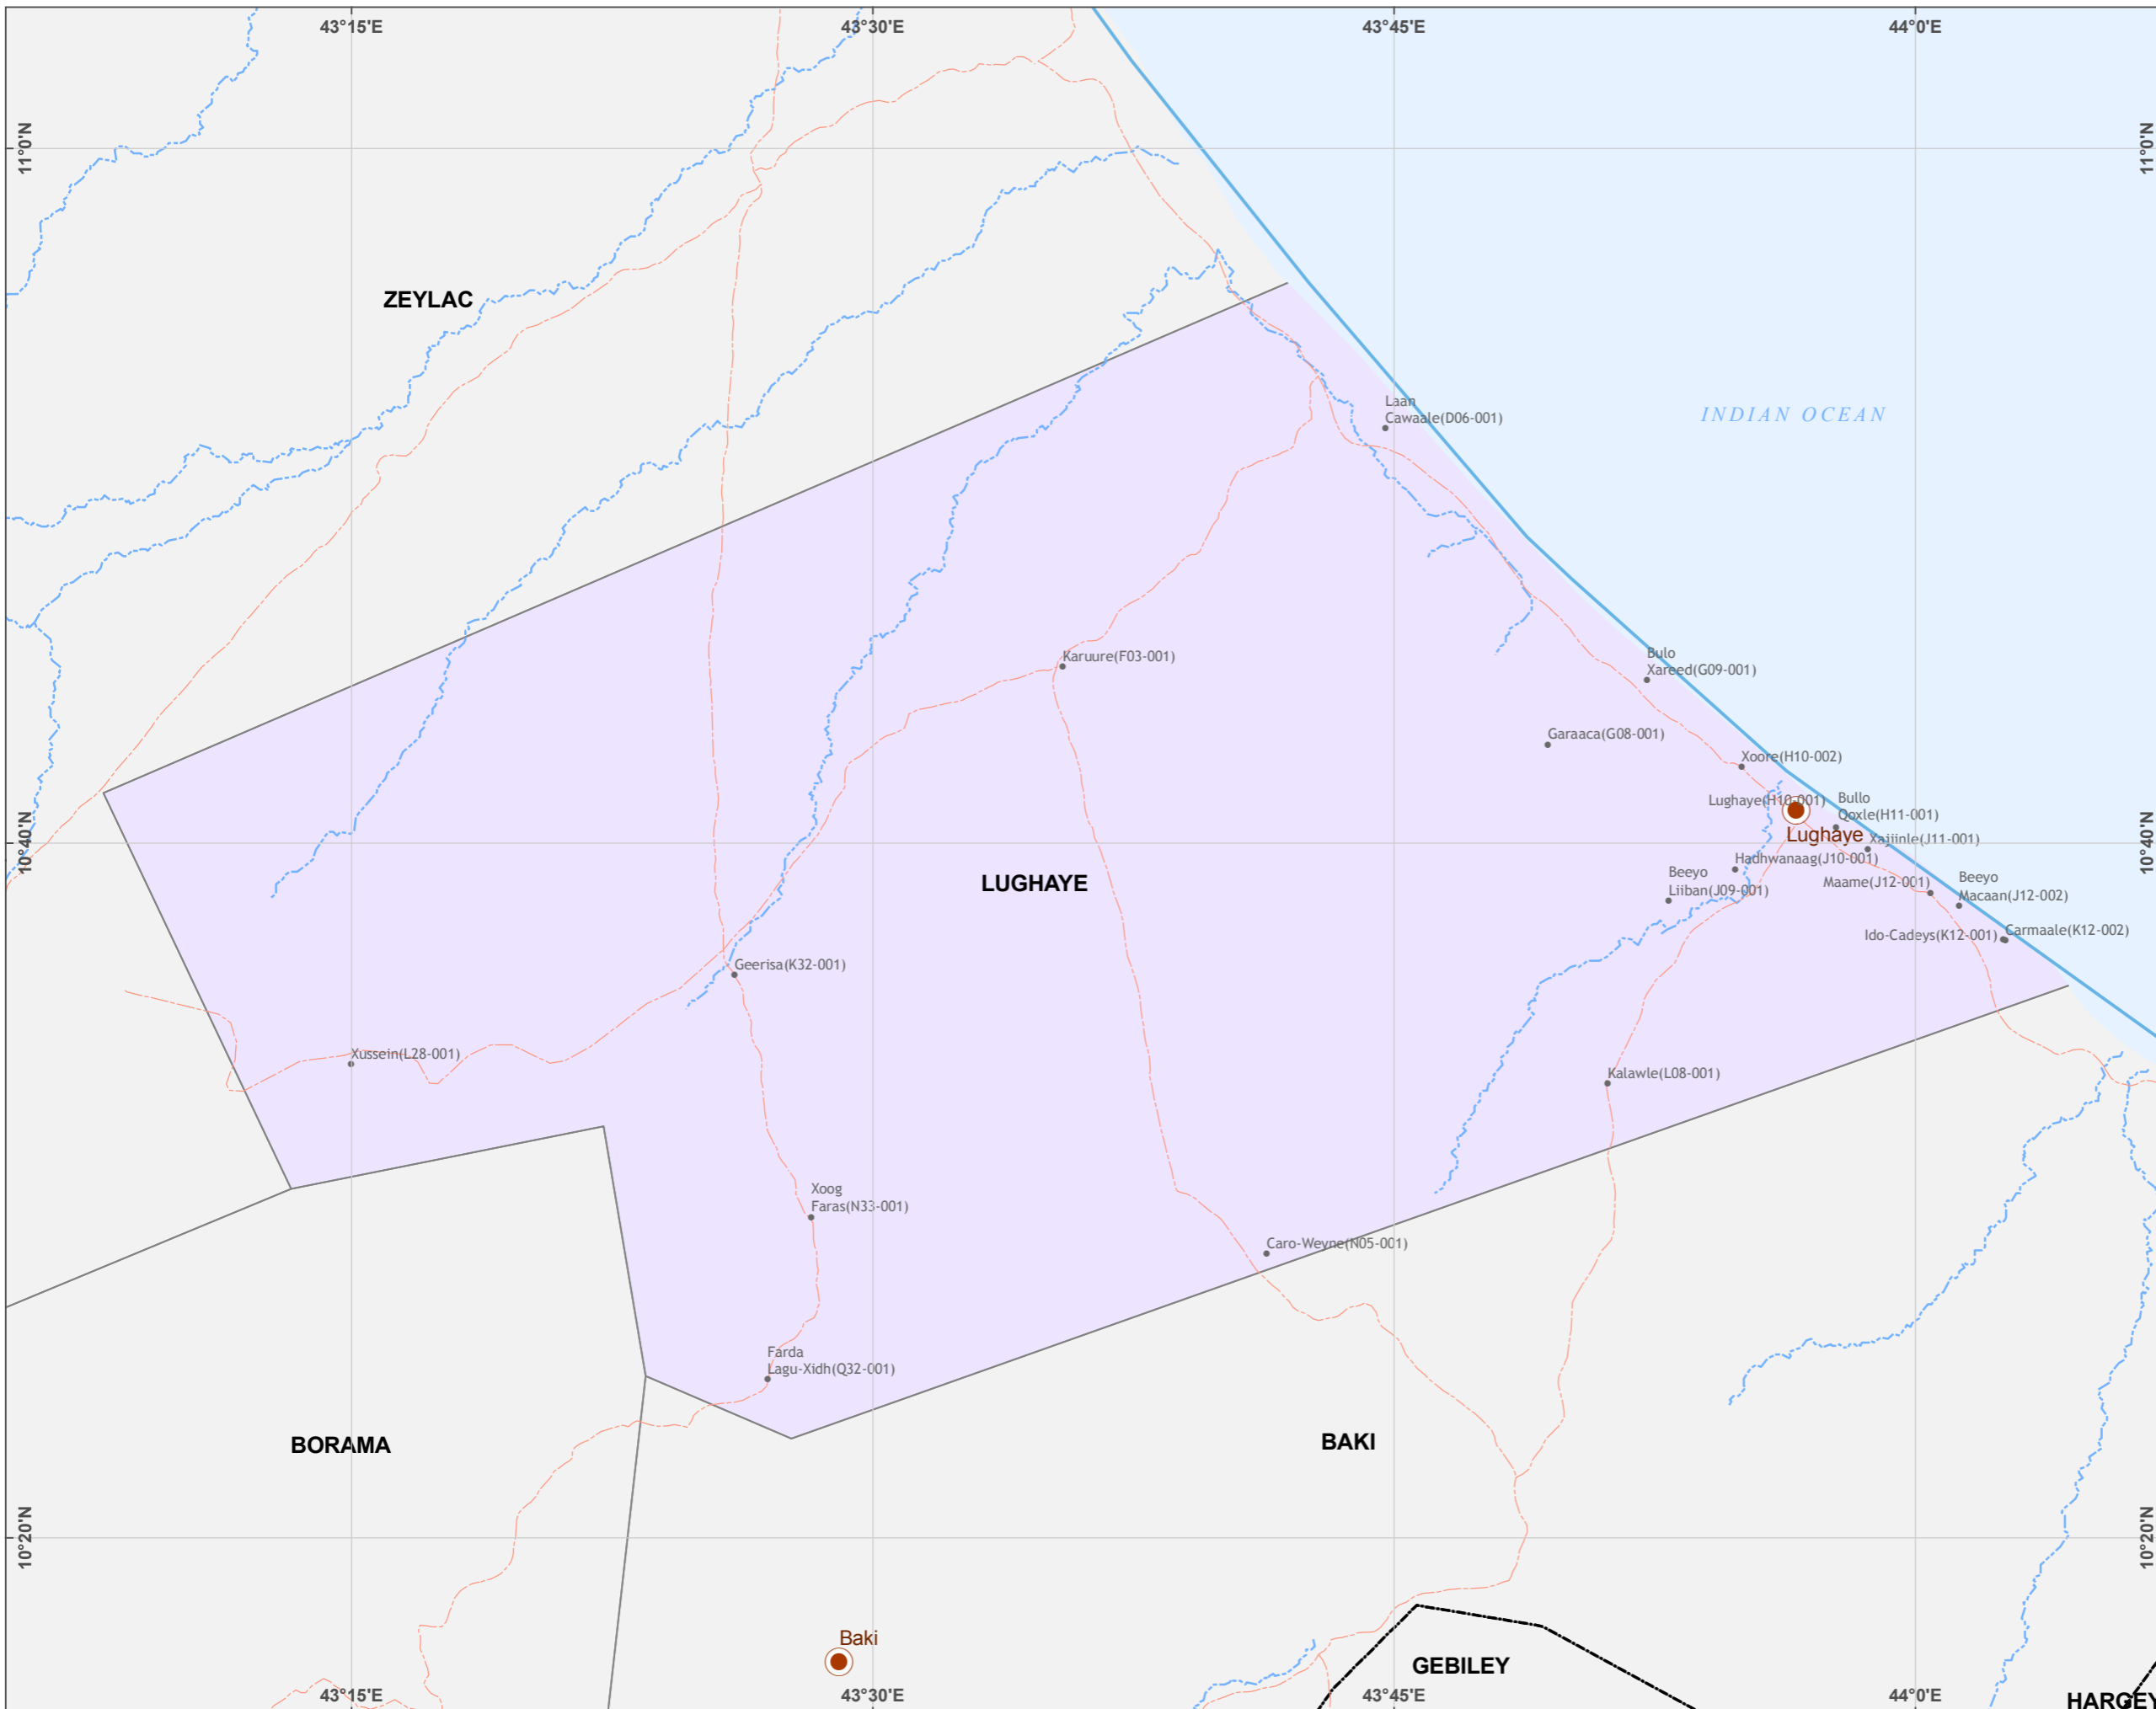 43°15'E
43°30'E
43°45'E
44°0'E
11°0'N
11°0'N
ZEYLAC
Laan
Cawaale(D06-001)
INDIAN OCEAN
Karuure(F03-001)
Bulo
Xareed(G09-001)
Garaaca(G08-001)
Xoore(H10-002)
Lughaye(H10-001)
Bullo
Qoxle(H11-001)
Lughaye
Xajiinle(J11-001)
10°40'N
10°40'N
Hadhwanaag(J10-001)
Beeyo
Liiban(J09-001)
Maame(J12-001)
Beeyo
Macaan(J12-002)
LUGHAYE
Ido-Cadeys(K12-001)
Carmaale(K12-002)
Geerisa(K32-001)
Xussein(L28-001)
Kalawle(L08-001)
Xoog
Faras(N33-001)
Caro-Weyne(N05-001)
Farda
Lagu-Xidh(Q32-001)
BORAMA
BAKI
10°20'N
10°20'N
Baki
GEBILEY
43°15'E
43°30'E
43°45'E
44°0'E
HARGEY